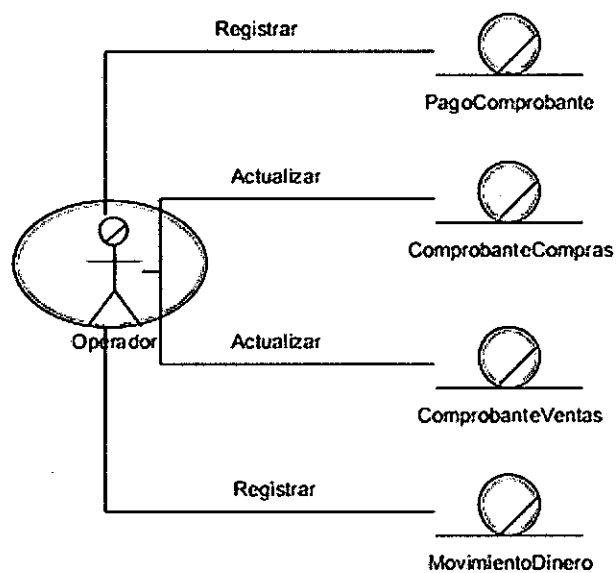 Registrar
PagoComprobante
Actualizar
ComprobanteCompras
Operador
Actualizar
ComprobanteVentas
Registrar
MovimientoDinero